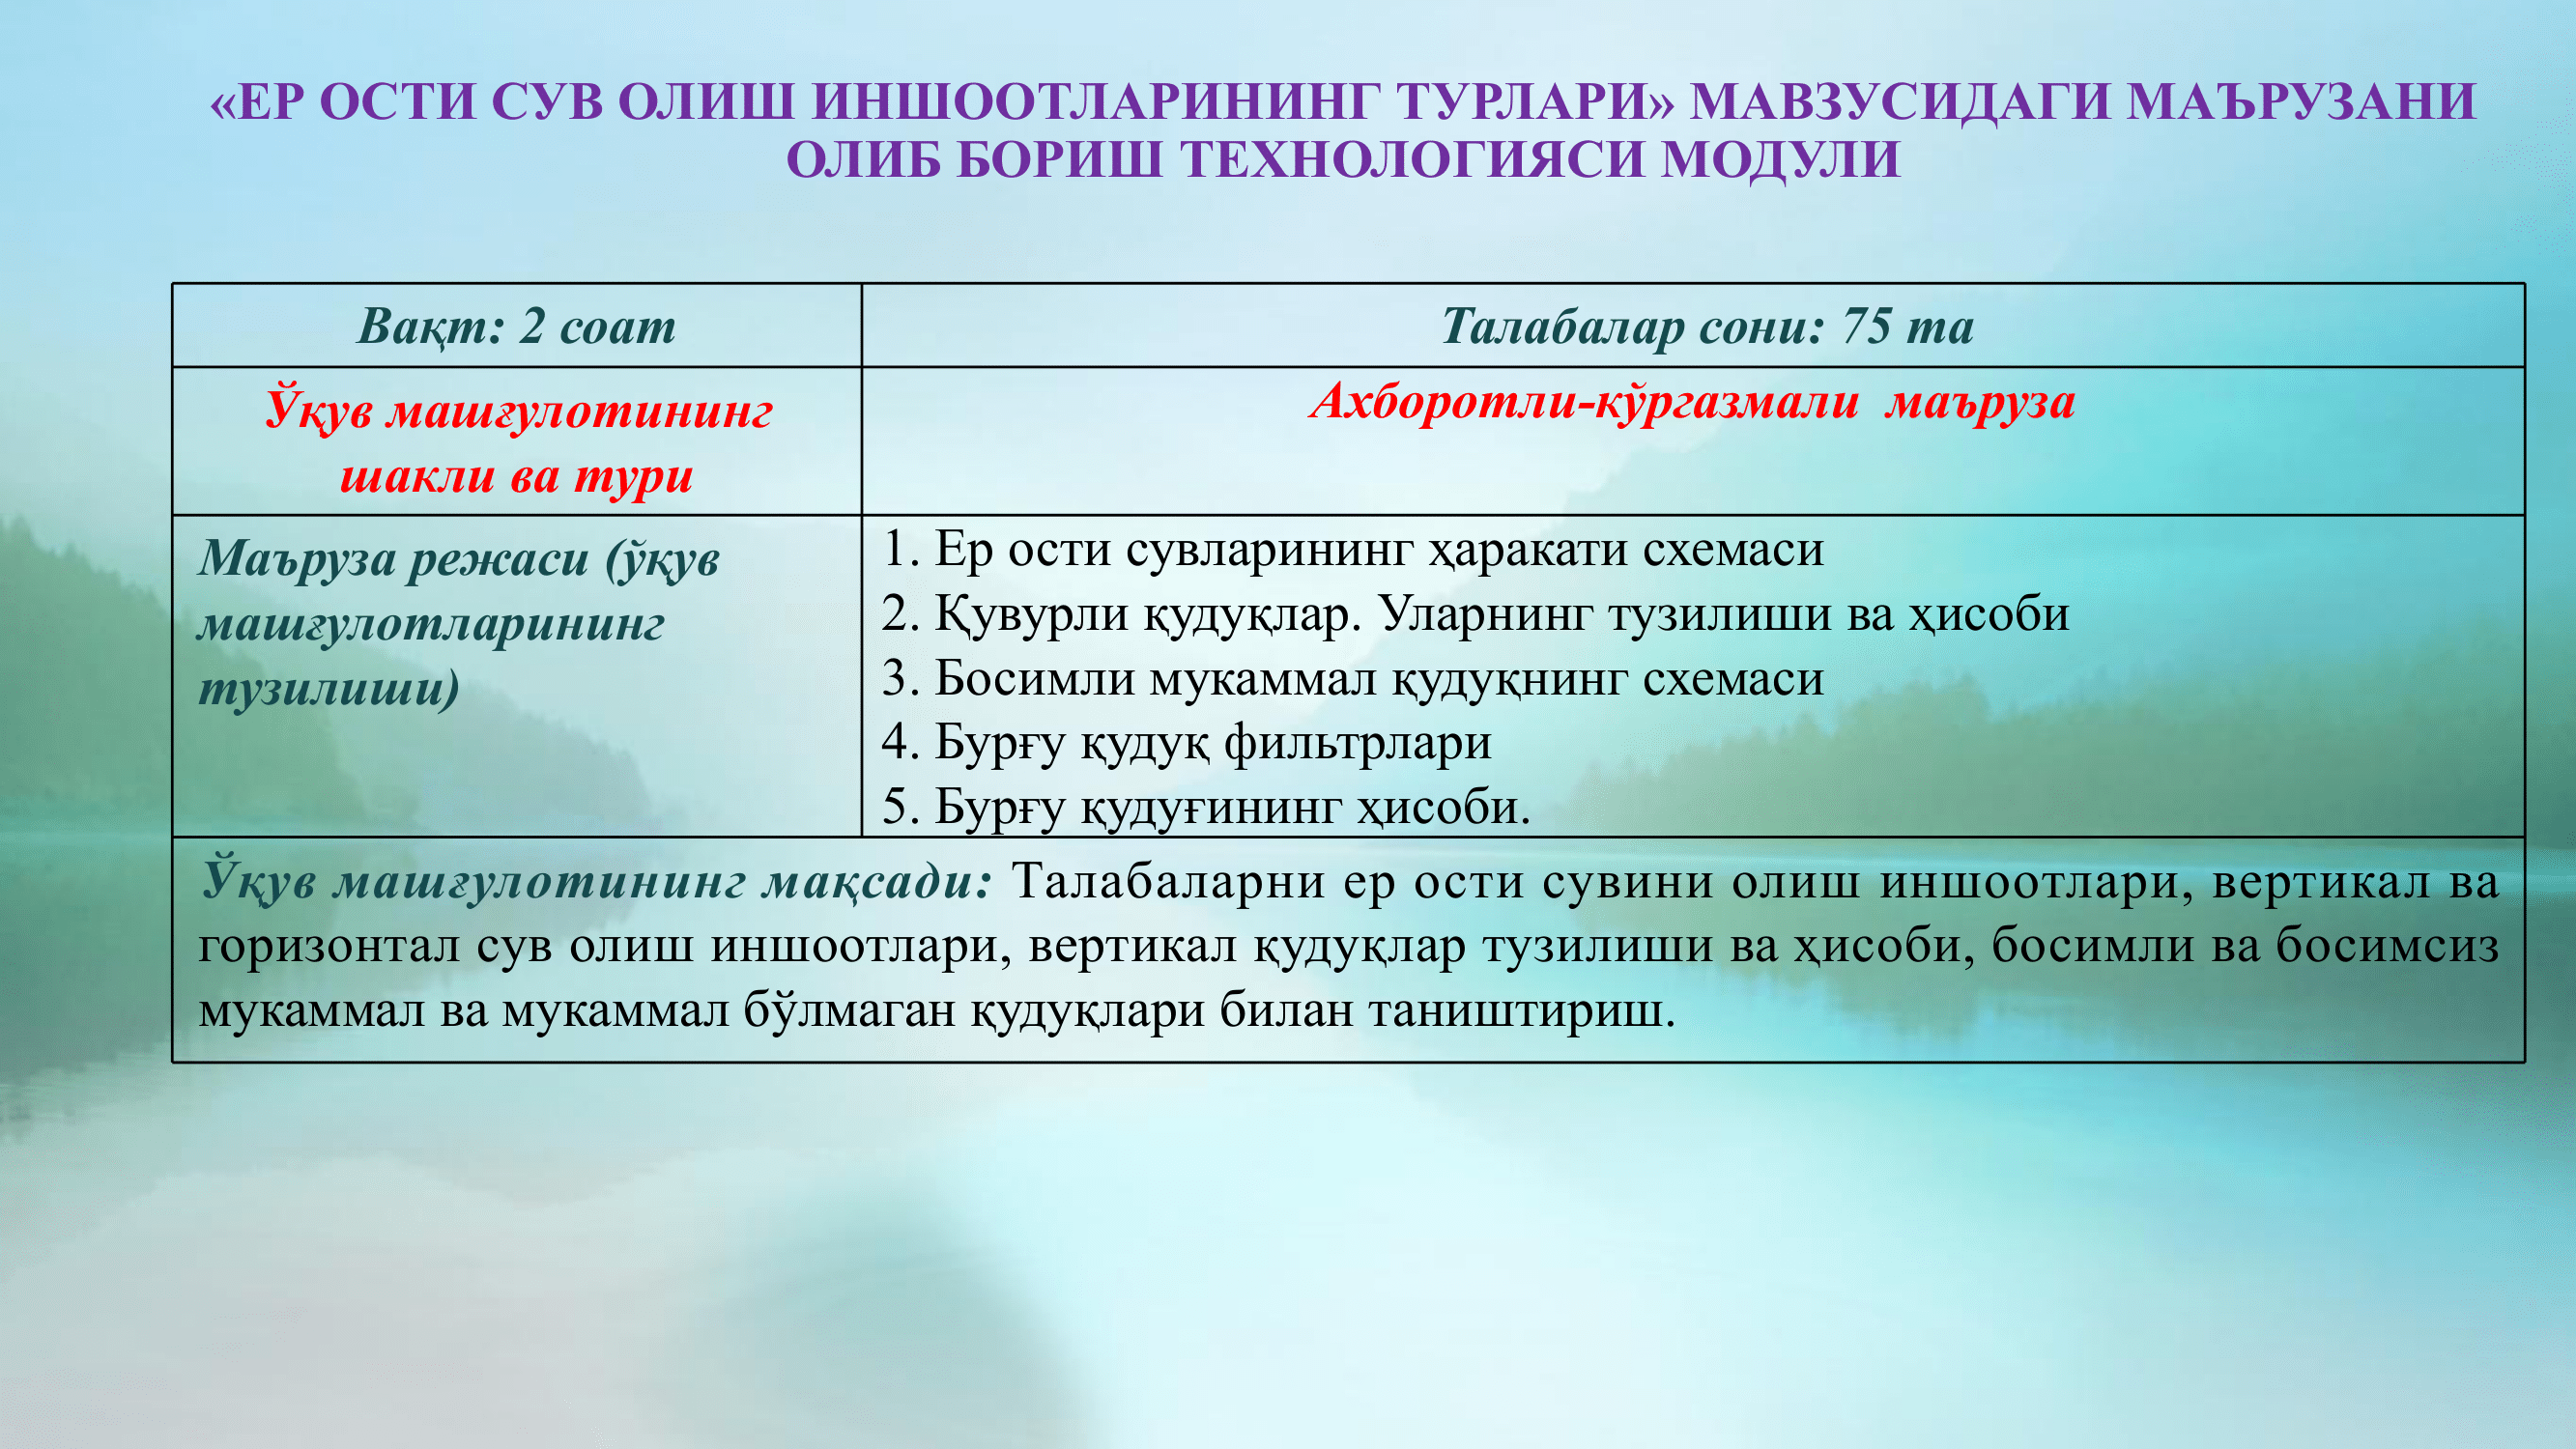 «ЕР ОСТИ СУВ ОЛИШ ИНШООТЛАРИНИНГ ТУРЛАРИ» МАВЗУСИДАГИ МАЪРУЗАНИ
ОЛИБ БОРИШ ТЕХНОЛОГИЯСИ МОДУЛИ
Вақт: 2 соат
Талабалар сони: 75 та
Ўқув машғулотининг
шакли ва тури
Ахборотли-кўргазмали маъруза
Маъруза режаси (ўқув
машғулотларининг
тузилиши)
1. Ер ости сувларининг ҳаракати схемаси
2. Қувурли қудуқлар. Уларнинг тузилиши ва ҳисоби
3. Босимли мукаммал қудуқнинг схемаси
4. Бурғу қудуқ фильтрлари
5. Бурғу қудуғининг ҳисоби.
Ўқув машғулотининг мақсади: Талабаларни ер ости сувини олиш иншоотлари, вертикал ва
горизонтал сув олиш иншоотлари, вертикал қудуқлар тузилиши ва ҳисоби, босимли ва босимсиз
мукаммал ва мукаммал бўлмаган қудуқлари билан таништириш.